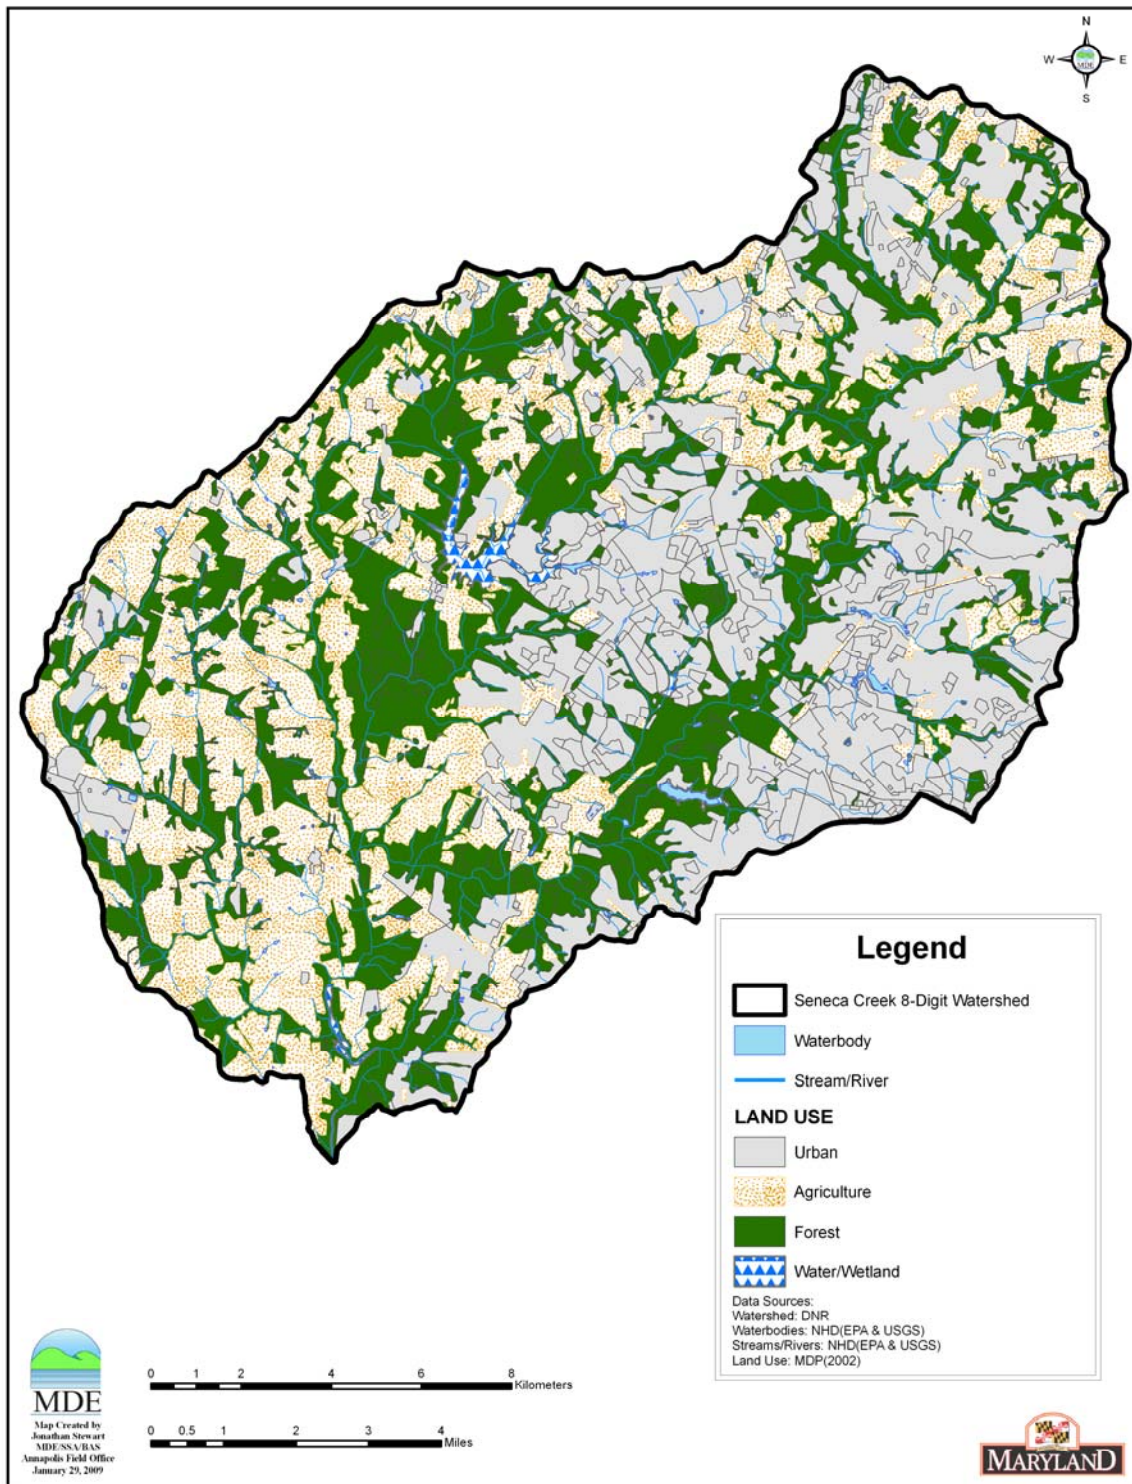 N
W
E
MDE
S
Legend
Seneca Creek 8-Digit Watershed
Waterbody
Stream/River
LAND USE
Urban
Agriculture
Forest
Water/Wetland
Data Sources:
Watershed: DNR
Waterbodies: NHD(EPA & USGS)
Streams/Rivers: NHD(EPA & USGS)
Land Use: MDP(2002)
0 1 2 4 6 8
Kilometers
0 0.5 1 2 3 4
Miles
MDE
Map Created by
Jonathan Stewart
MDE/SSA/BAS
Annapolis Field Office
January 29, 2009
MARYLAND